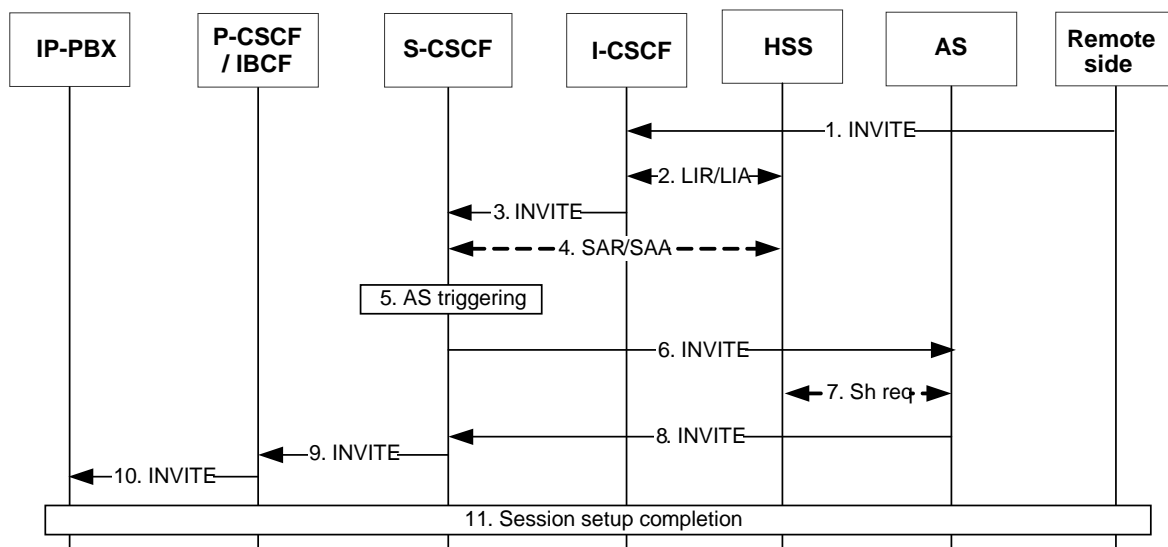 IP-PBX
P-CSCF
/ IBCF
S-CSCF
I-CSCF
HSS
AS
Remote
side
1. INVITE
2. LIR/LIA
3. INVITE
4. SAR/SAA
5. AS triggering
6. INVITE
7. Sh req
8. INVITE
9. INVITE
10. INVITE
11. Session setup completion